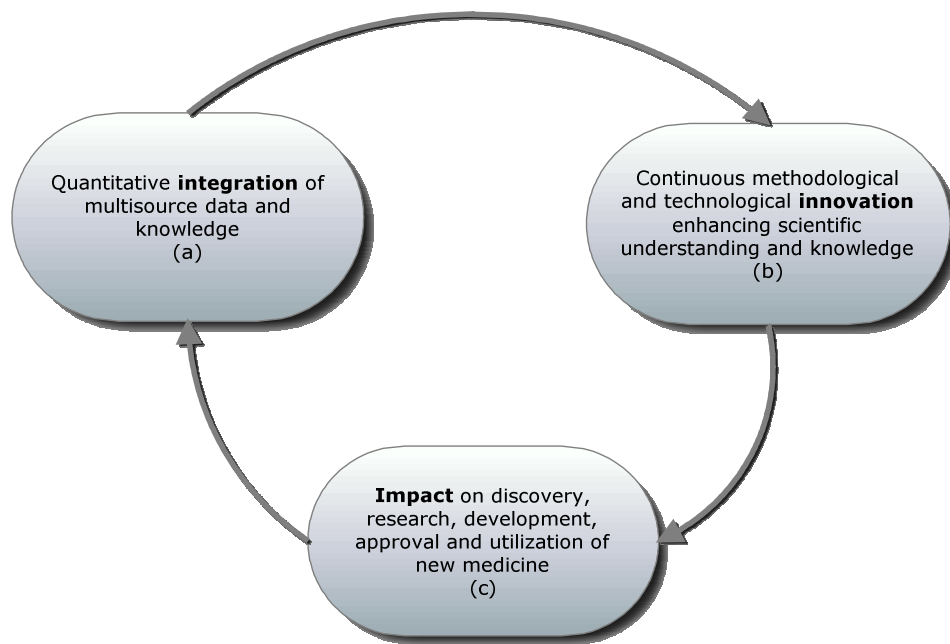 Quantitative integration of
multisource data and
knowledge
(a)
Continuous methodological
and technological innovation
enhancing scientific
understanding and knowledge
(b)
Impact on discovery,
research, development,
approval and utilization of
new medicine
(c)